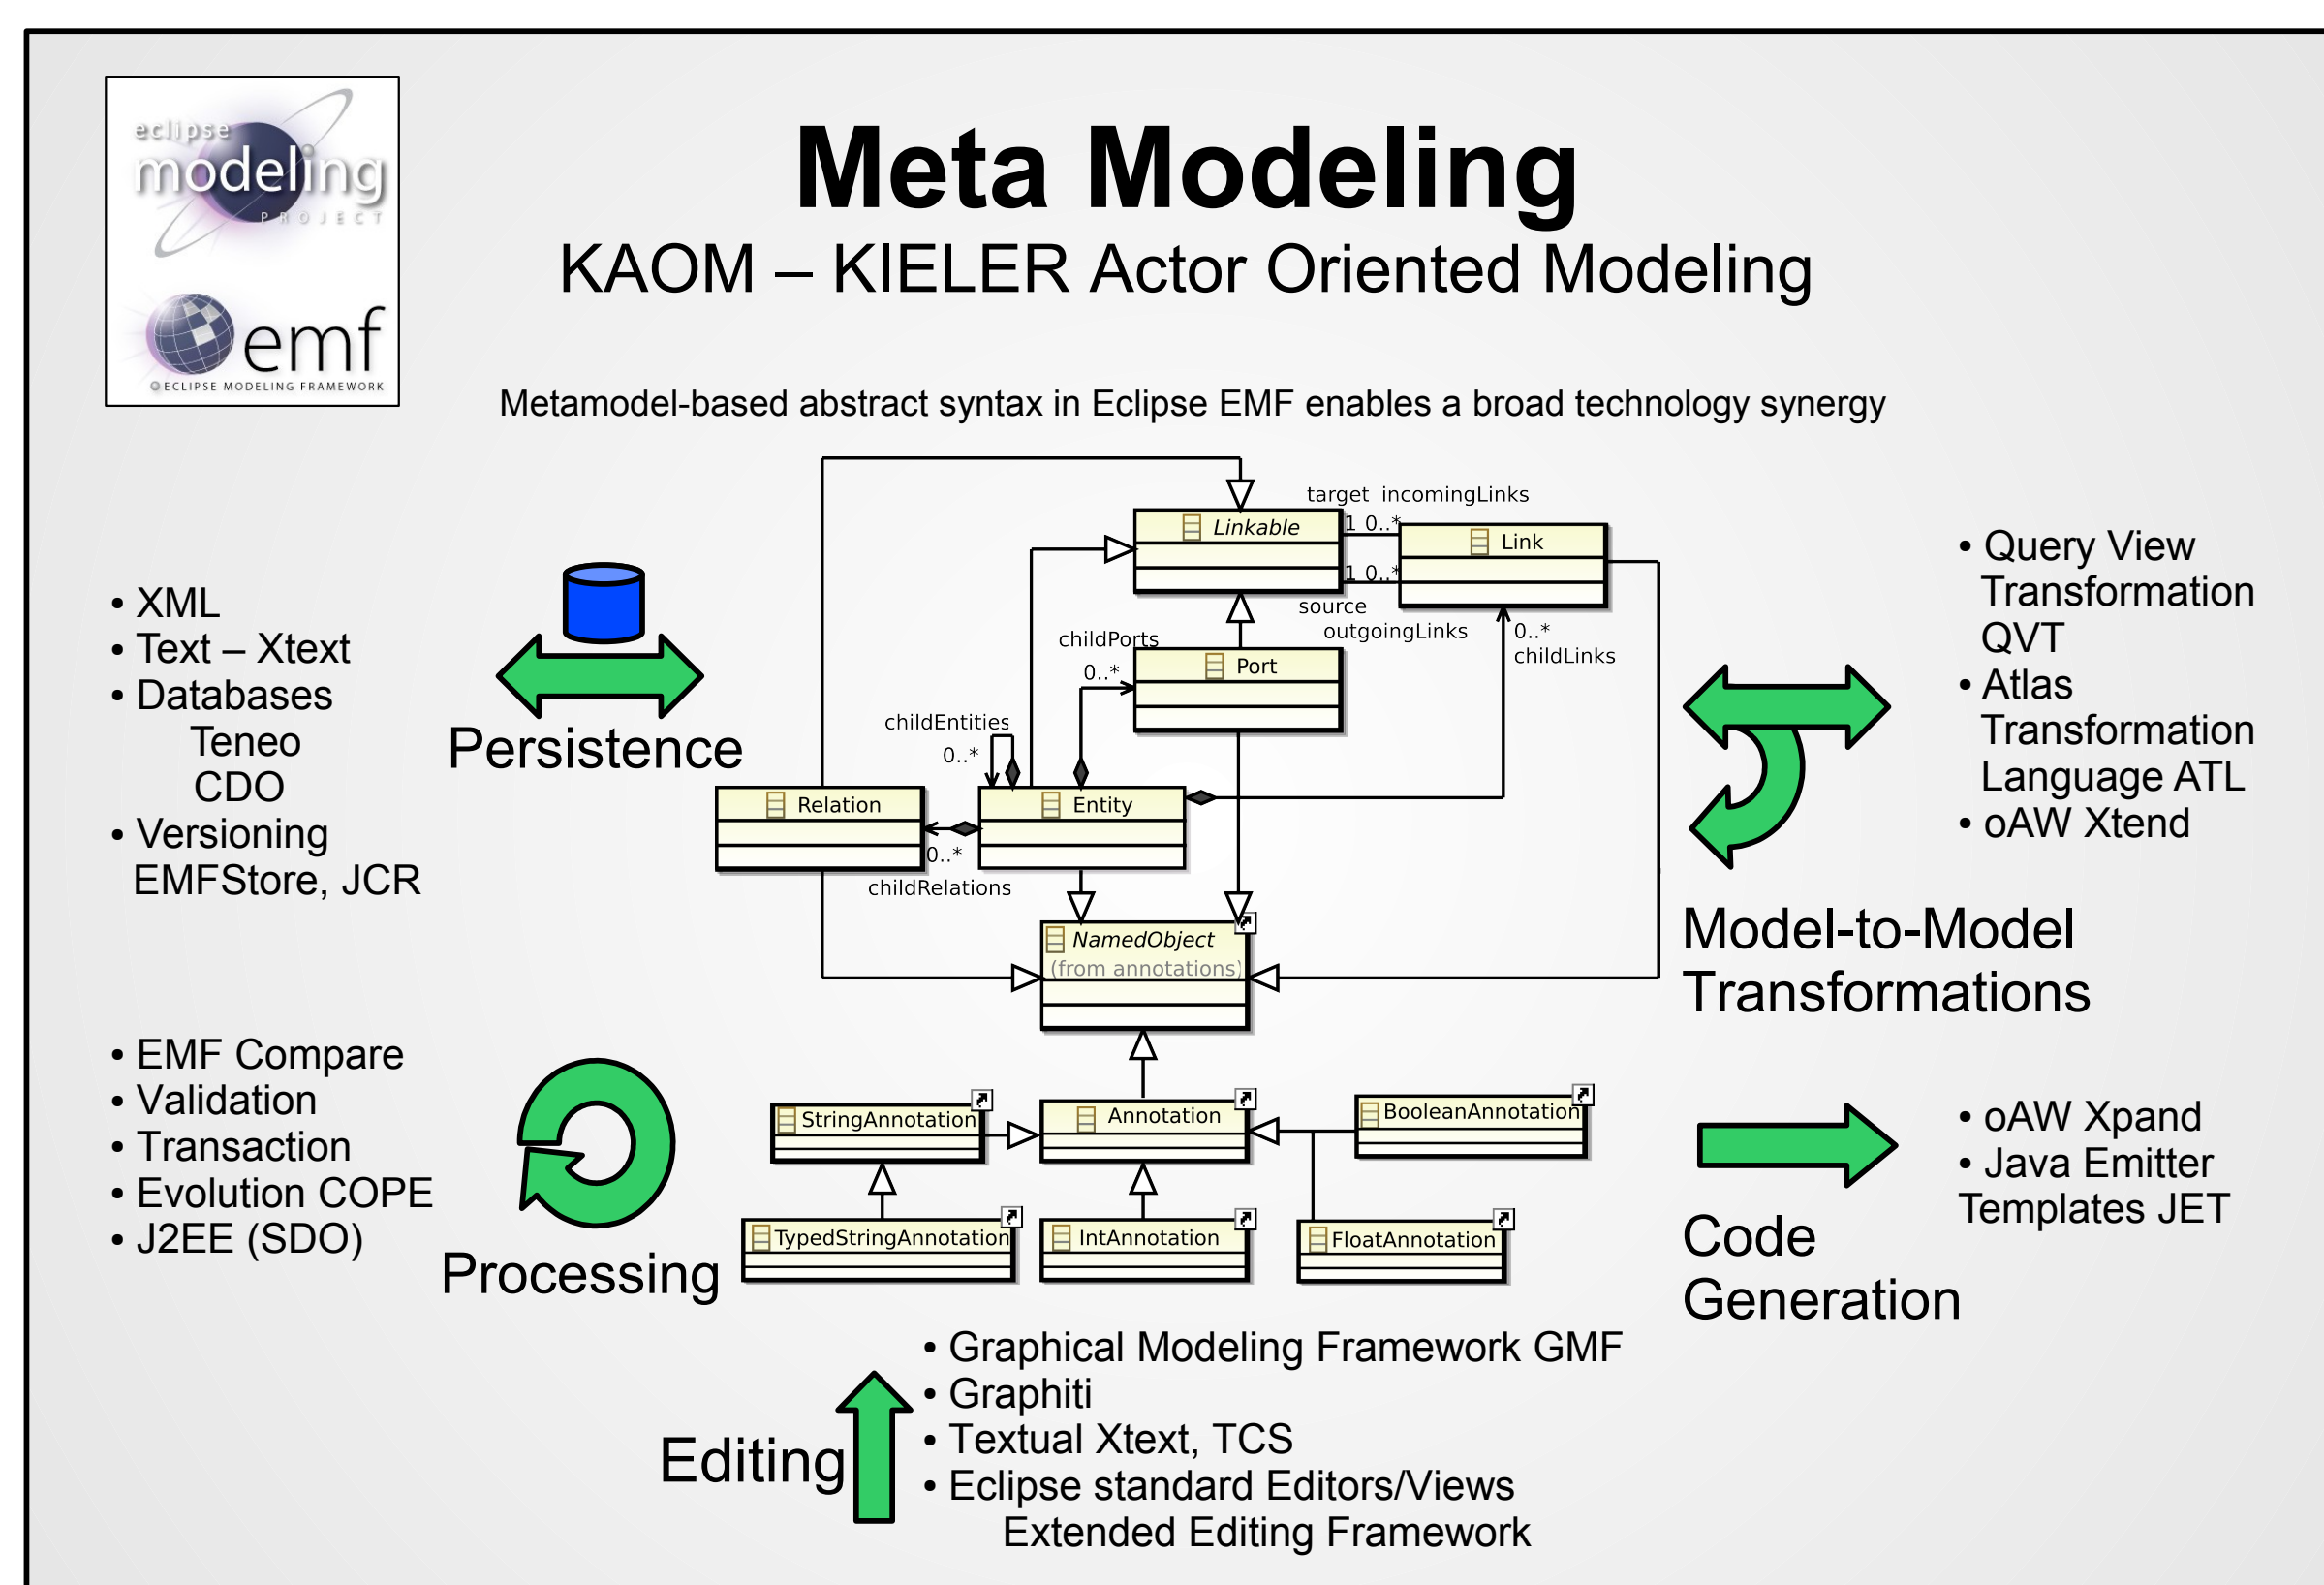 eclipse
modeling
PROJECT
emf
ECLIPSE MODELING FRAMEWORK
Meta Modeling
KAOM – KIELER Actor Oriented Modeling
Metamodel-based abstract syntax in Eclipse EMF enables a broad technology synergy
• XML
• Text – Xtext
• Databases
Teneo
CDO
• Versioning
EMFStore, JCR
Persistence
target incomingLinks
Linkable
1 0..*
Link
1 0..*
source
outgoingLinks
childPorts
0..*
Port
0..*
childLinks
childEntities
0..*
Relation
Entity
0..*
childRelations
NamedObject
(from annotations)
StringAnnotation
Annotation
BooleanAnnotation
TypedStringAnnotation
IntAnnotation
FloatAnnotation
• Query View
Transformation
QVT
• Atlas
Transformation
Language ATL
• oAW Xtend
Model-to-Model
Transformations
• EMF Compare
• Validation
• Transaction
• Evolution COPE
• J2EE (SDO)
Processing
• oAW Xpand
• Java Emitter
Templates JET
Code
Generation
Editing
• Graphical Modeling Framework GMF
• Graphiti
• Textual Xtext, TCS
• Eclipse standard Editors/Views
Extended Editing Framework